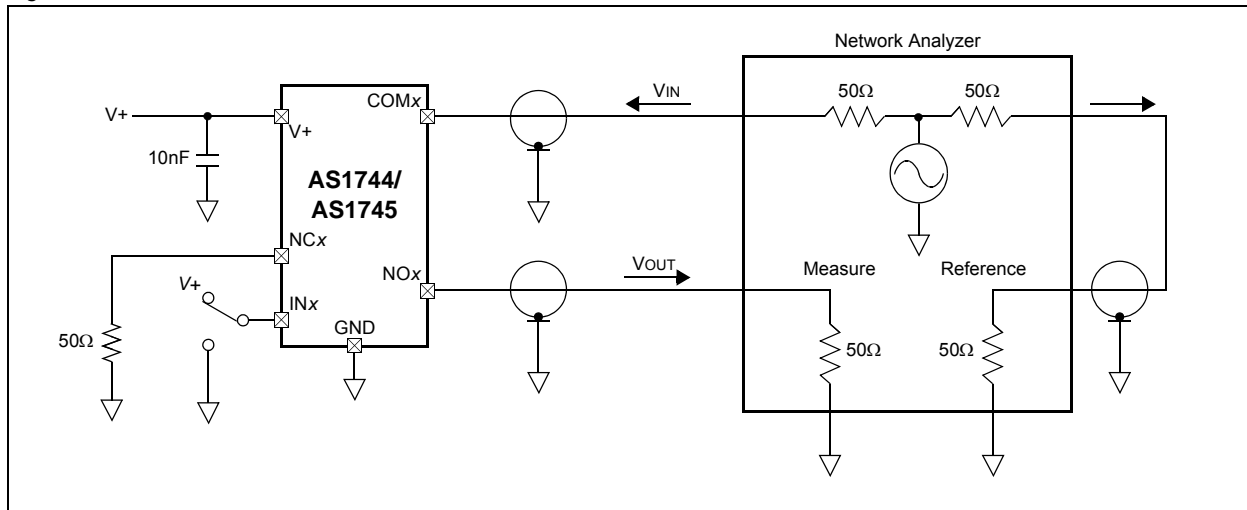 Network Analyzer
COMx
VIN
50Ω
50Ω
V+
V+
10nF
AS1744/
AS1745
NCx
NOx
VOUT
Measure
Reference
V+
INx
GND
50Ω
50Ω
50Ω